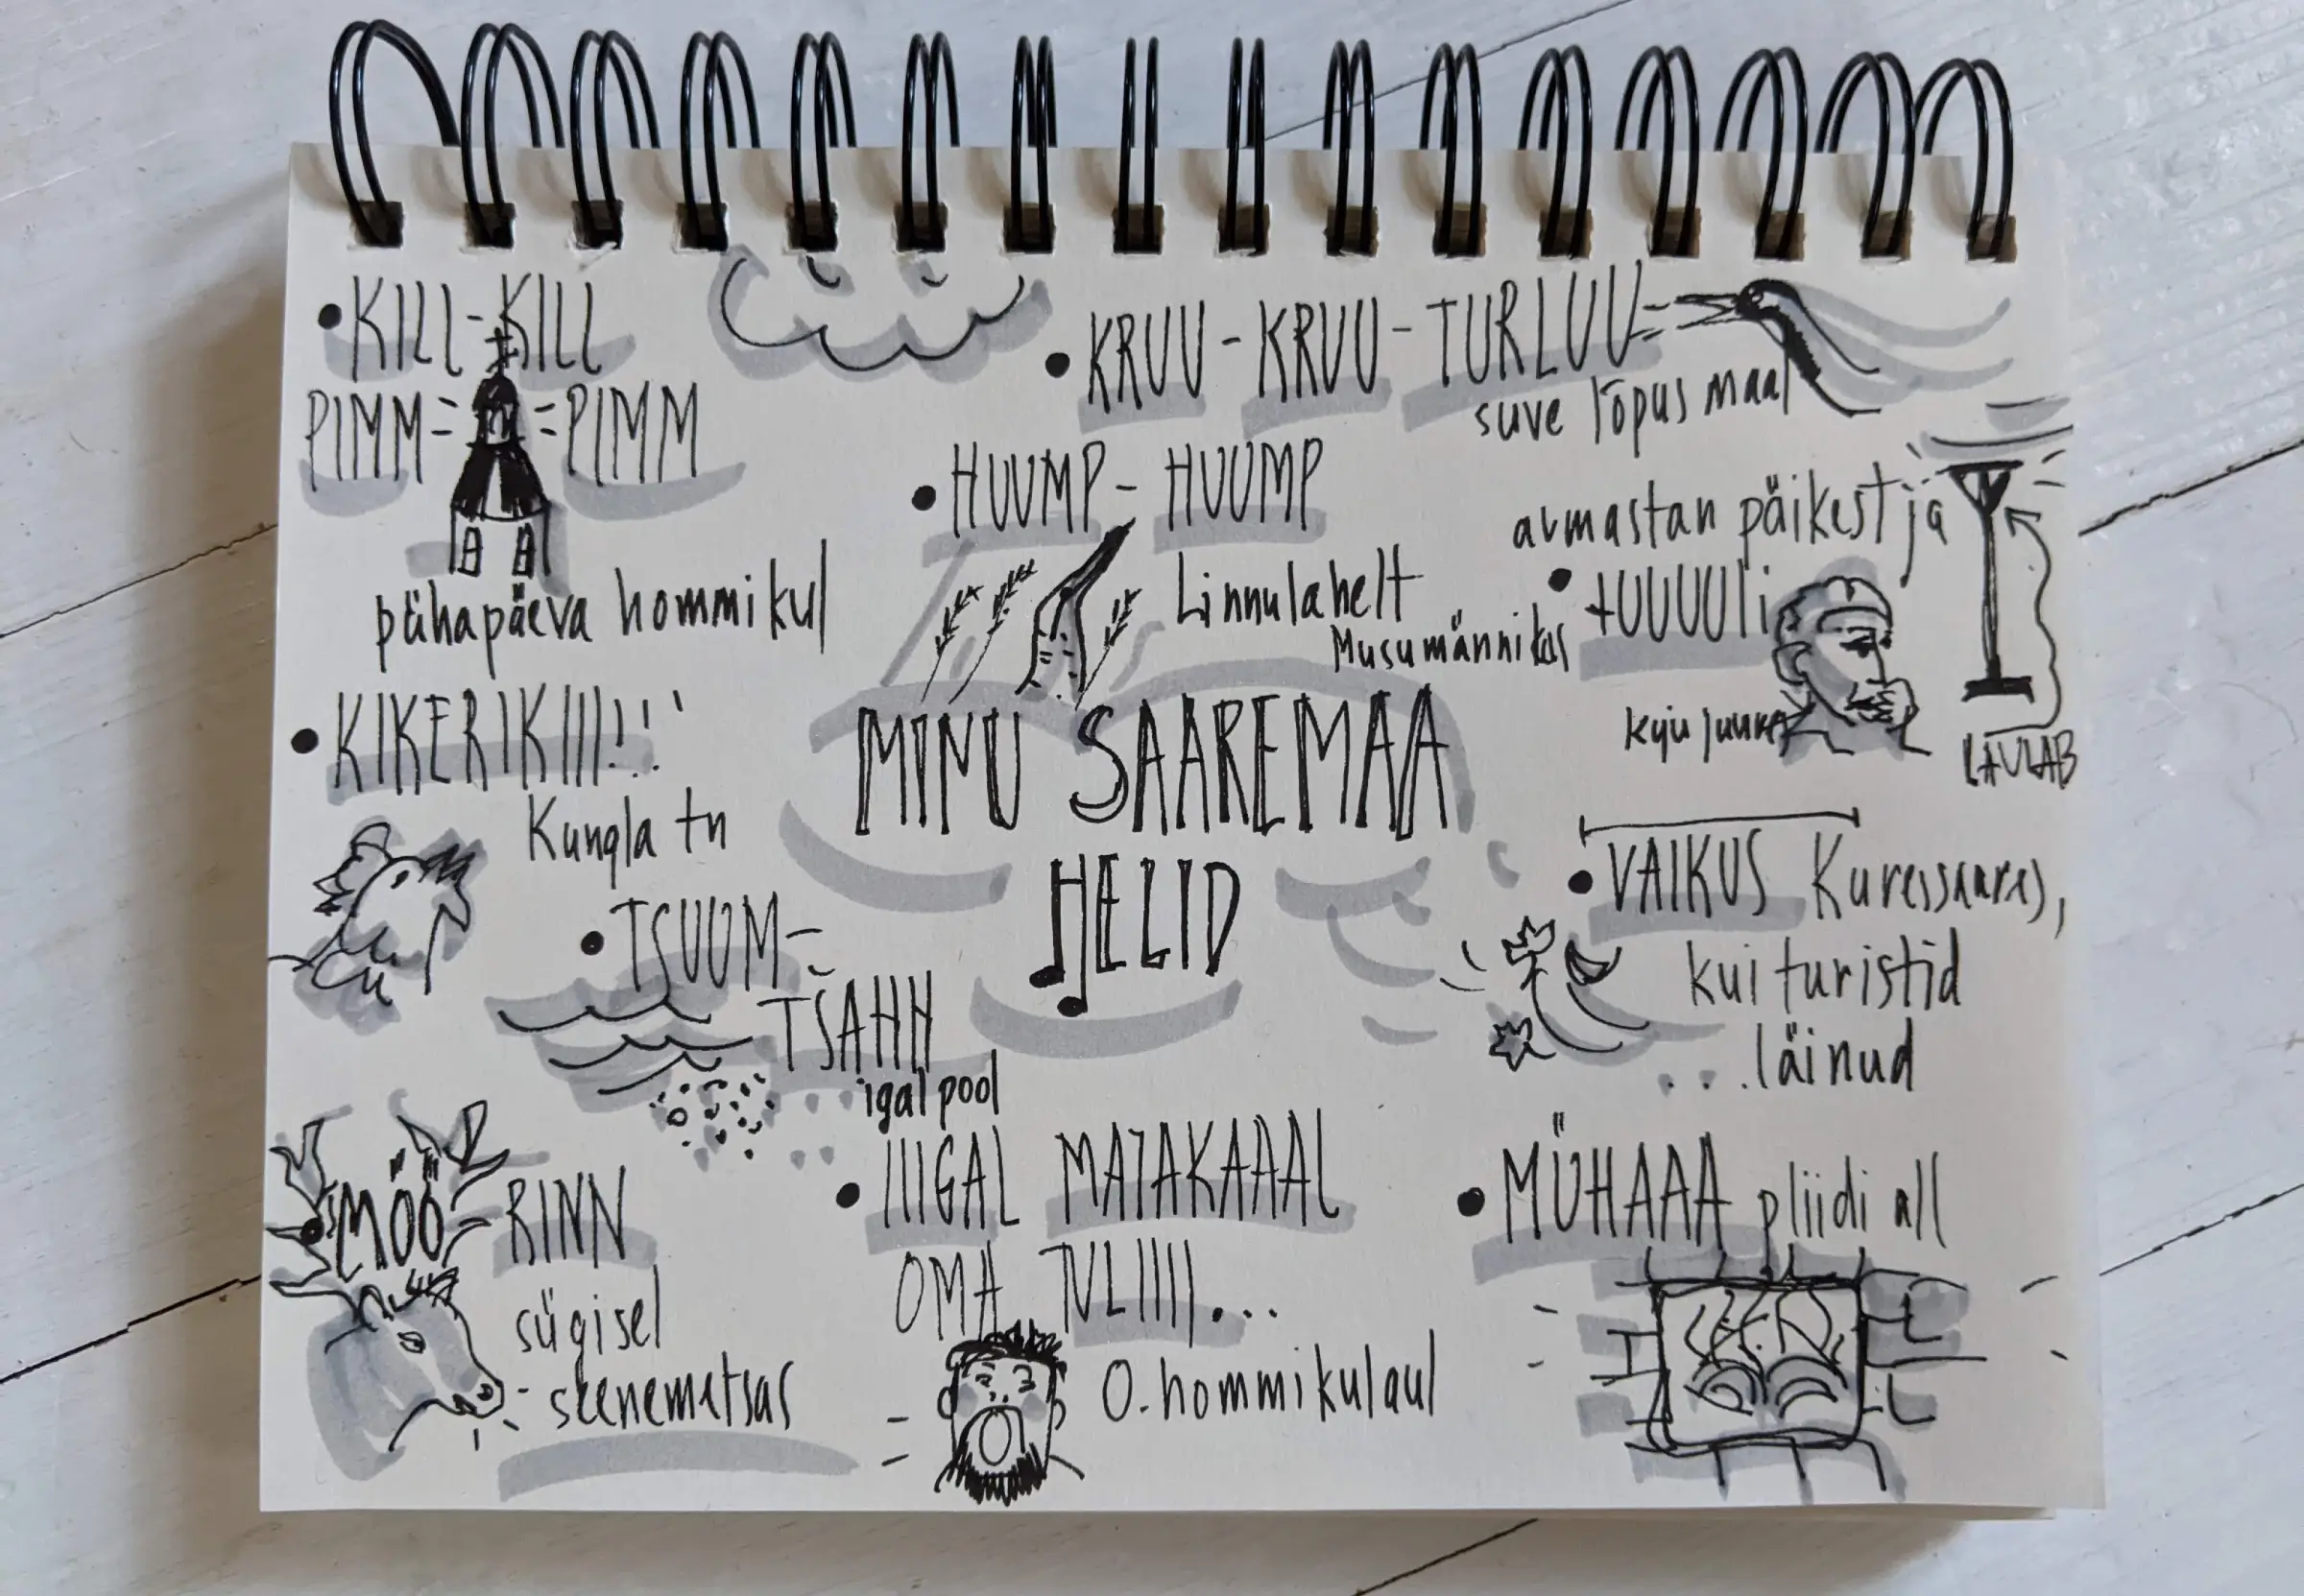 • KILL-KILL
PIMM PIMM
pühapäeva hommikul
• KRUU-KRUU-TURLUU
suve lõpus maal
• HUUMP-HUUMP
Linnulahelt
armastan päikest ja
• tUUUUli
Musumännikus
kuju juures
LAULAB
• KIKERIKIII!!!
Kungla tn
MINU SAAREMAA
HELID
• TSUUM-
TSAHH
igal pool
• VAIKUS Kuressaares,
kui turistid
...läinud
• MÖÖ-RINN
sügisel
seenemetsas
• IIIGAL MAJAKAAAL
OMA TULIIII...
O. hommikulaul
• MÜHAAA pliidi all